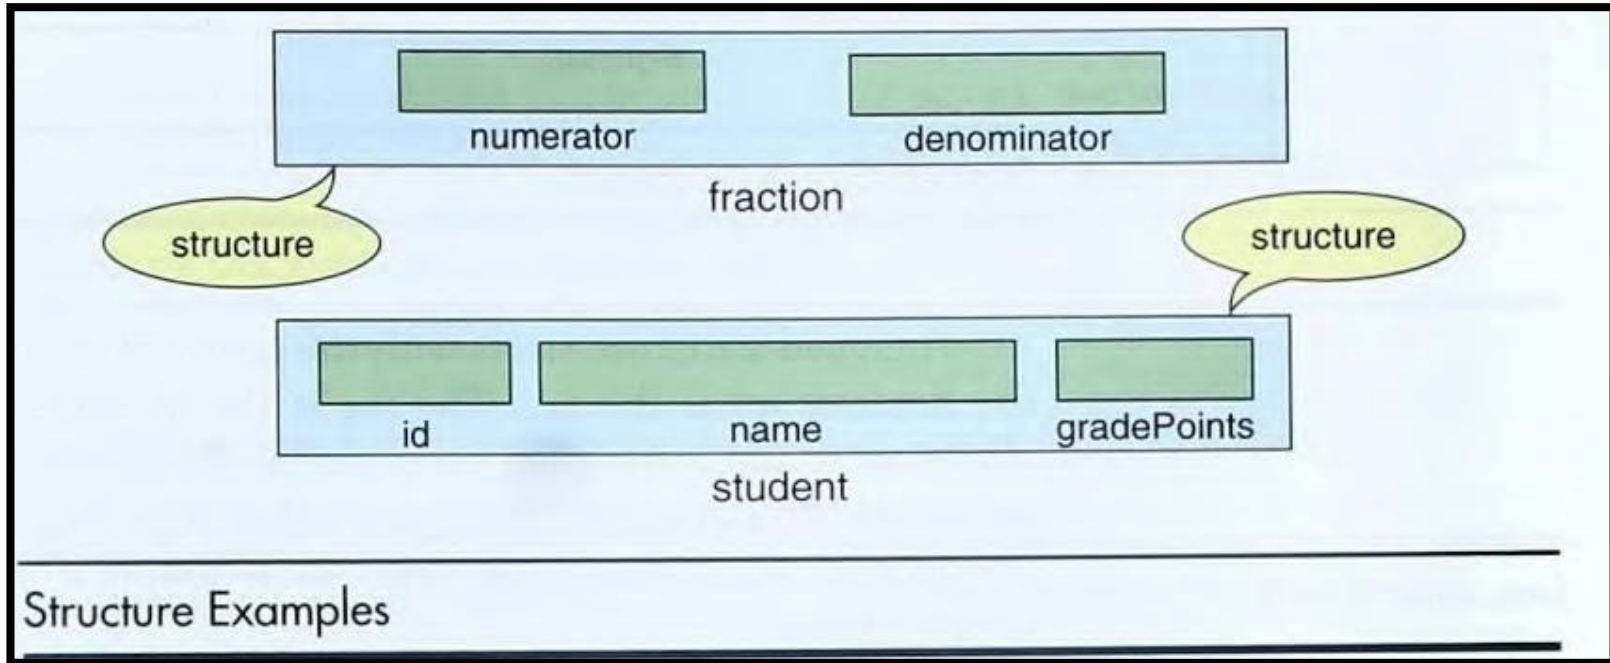 numerator
denominator
fraction
structure
structure
id
name
gradePoints
student
Structure Examples